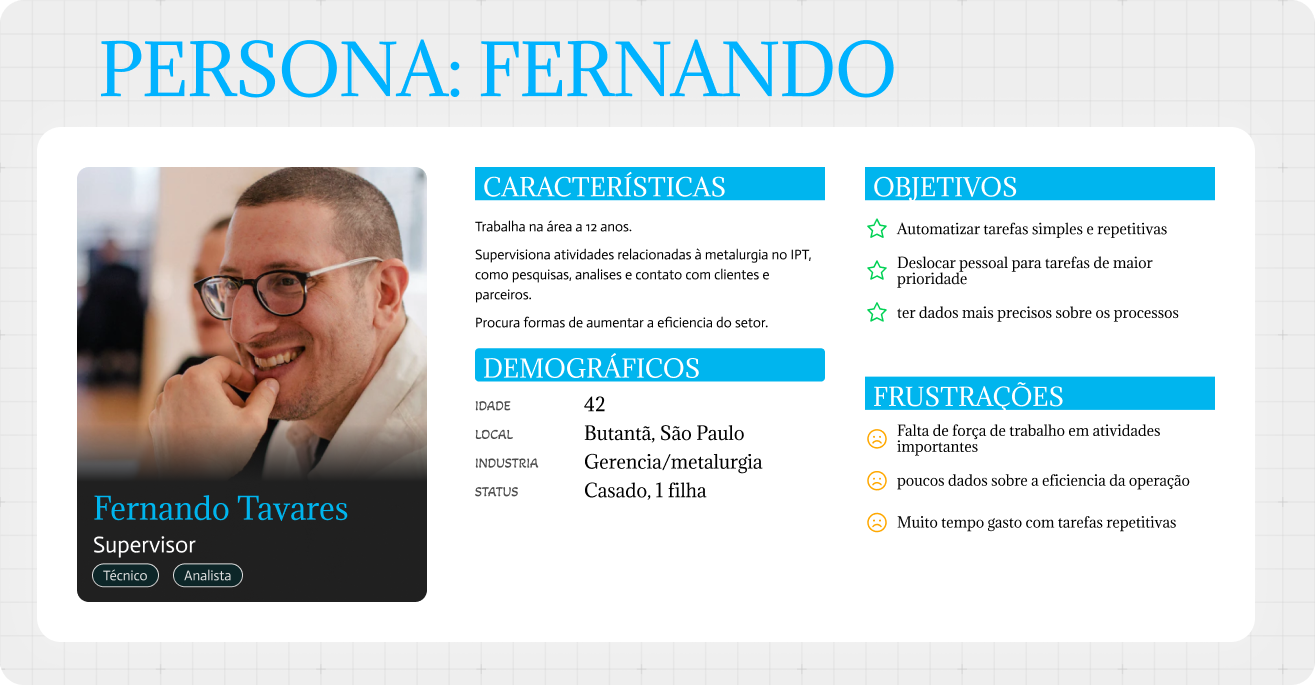 PERSONA: FERNANDO
Fernando Tavares
Supervisor
Técnico
Analista
CARACTERÍSTICAS
Trabalha na área a 12 anos.
Supervisiona atividades relacionadas à metalurgia no IPT,
como pesquisas, analises e contato com clientes e
parceiros.
Procura formas de aumentar a eficiencia do setor.
DEMOGRÁFICOS
IDADE 42
LOCAL Butantã, São Paulo
INDUSTRIA Gerencia/metalurgia
STATUS Casado, 1 filha
OBJETIVOS
Automatizar tarefas simples e repetitivas
Deslocar pessoal para tarefas de maior
prioridade
ter dados mais precisos sobre os processos
FRUSTRAÇÕES
Falta de força de trabalho em atividades
importantes
poucos dados sobre a eficiencia da operação
Muito tempo gasto com tarefas repetitivas